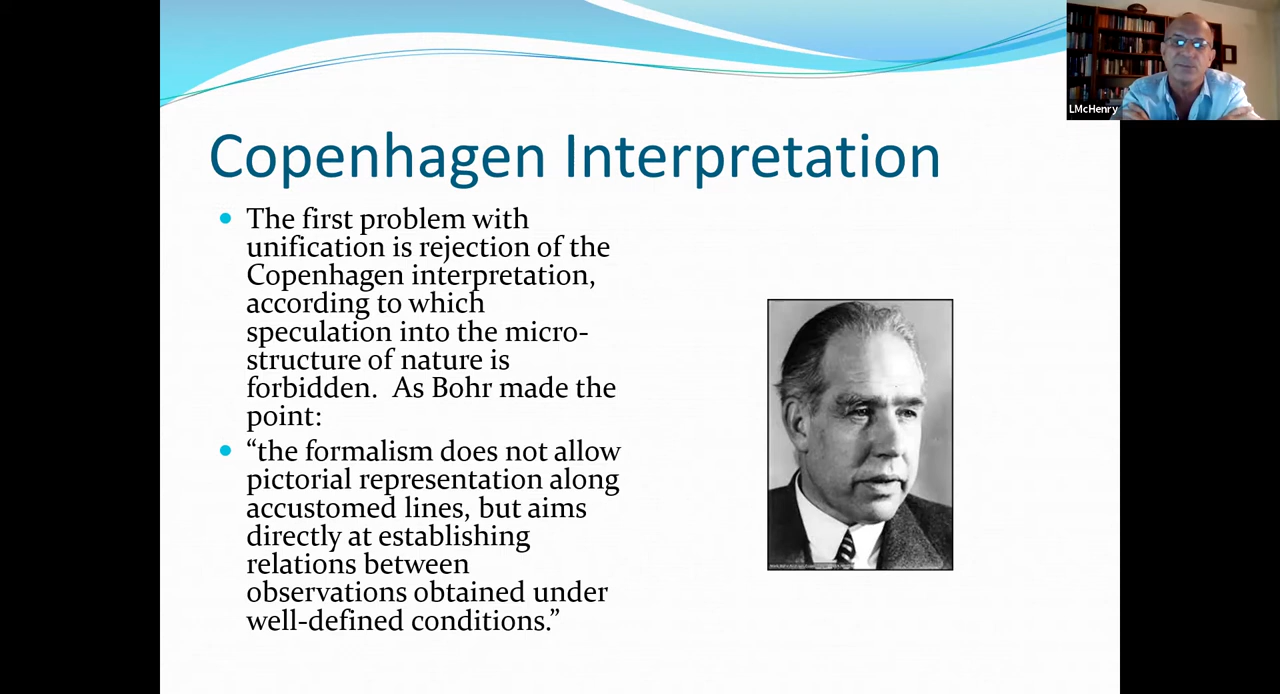 LMcHenry
Copenhagen Interpretation
The first problem with
unification is rejection of the
Copenhagen interpretation,
according to which
speculation into the micro-
structure of nature is
forbidden.  As Bohr made the
point:
“the formalism does not allow
pictorial representation along
accustomed lines, but aims
directly at establishing
relations between
observations obtained under
well-defined conditions.”